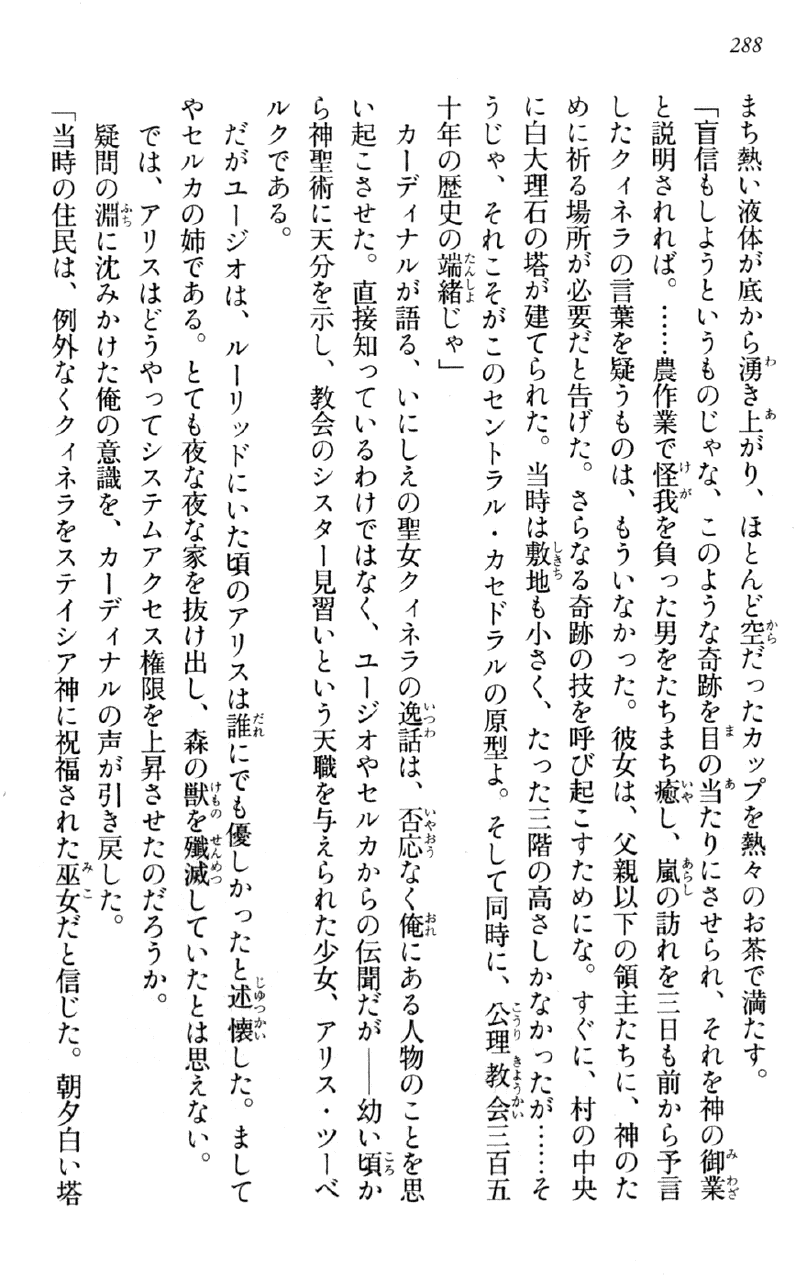 288
まち熱い液体が底から湧き上がり、ほとんど空だったカップを熱々のお茶で満たす。
「盲信もしようというものじゃな、このような奇跡を目の当たりにさせられ、それを神の御業
と説明されれば。……農作業で怪我を負った男をたちまち癒し、嵐の訪れを三日も前から予言
したクィネラの言葉を疑うものは、もういなかった。彼女は、父親以下の領主たちに、神のた
めに祈る場所が必要だと告げた。さらなる奇跡の技を呼び起こすためにな。すぐに、村の中央
に白大理石の塔が建てられた。当時は敷地も小さく、たった三階の高さしかなかったが……そ
うじゃ、それこそがこのセントラル・カセドラルの原型よ。そして同時に、公理教会三百五
十年の歴史の端緒じゃ」
カーディナルが語る、いにしえの聖女クィネラの逸話は、否応なく俺にある人物のことを思
い起こさせた。直接知っているわけではなく、ユージオやセルカからの伝聞だが――幼い頃か
ら神聖術に天分を示し、教会のシスター見習いという天職を与えられた少女、アリス・ツーベ
ルクである。
だがユージオは、ルーリッドにいた頃のアリスは誰にでも優しかったと述懐した。まして
やセルカの姉である。とても夜な夜な家を抜け出し、森の獣を殲滅していたとは思えない。
では、アリスはどうやってシステムアクセス権限を上昇させたのだろうか。
疑問の淵に沈みかけた俺の意識を、カーディナルの声が引き戻した。
「当時の住民は、例外なくクィネラをステイシア神に祝福された巫女だと信じた。朝夕白い塔